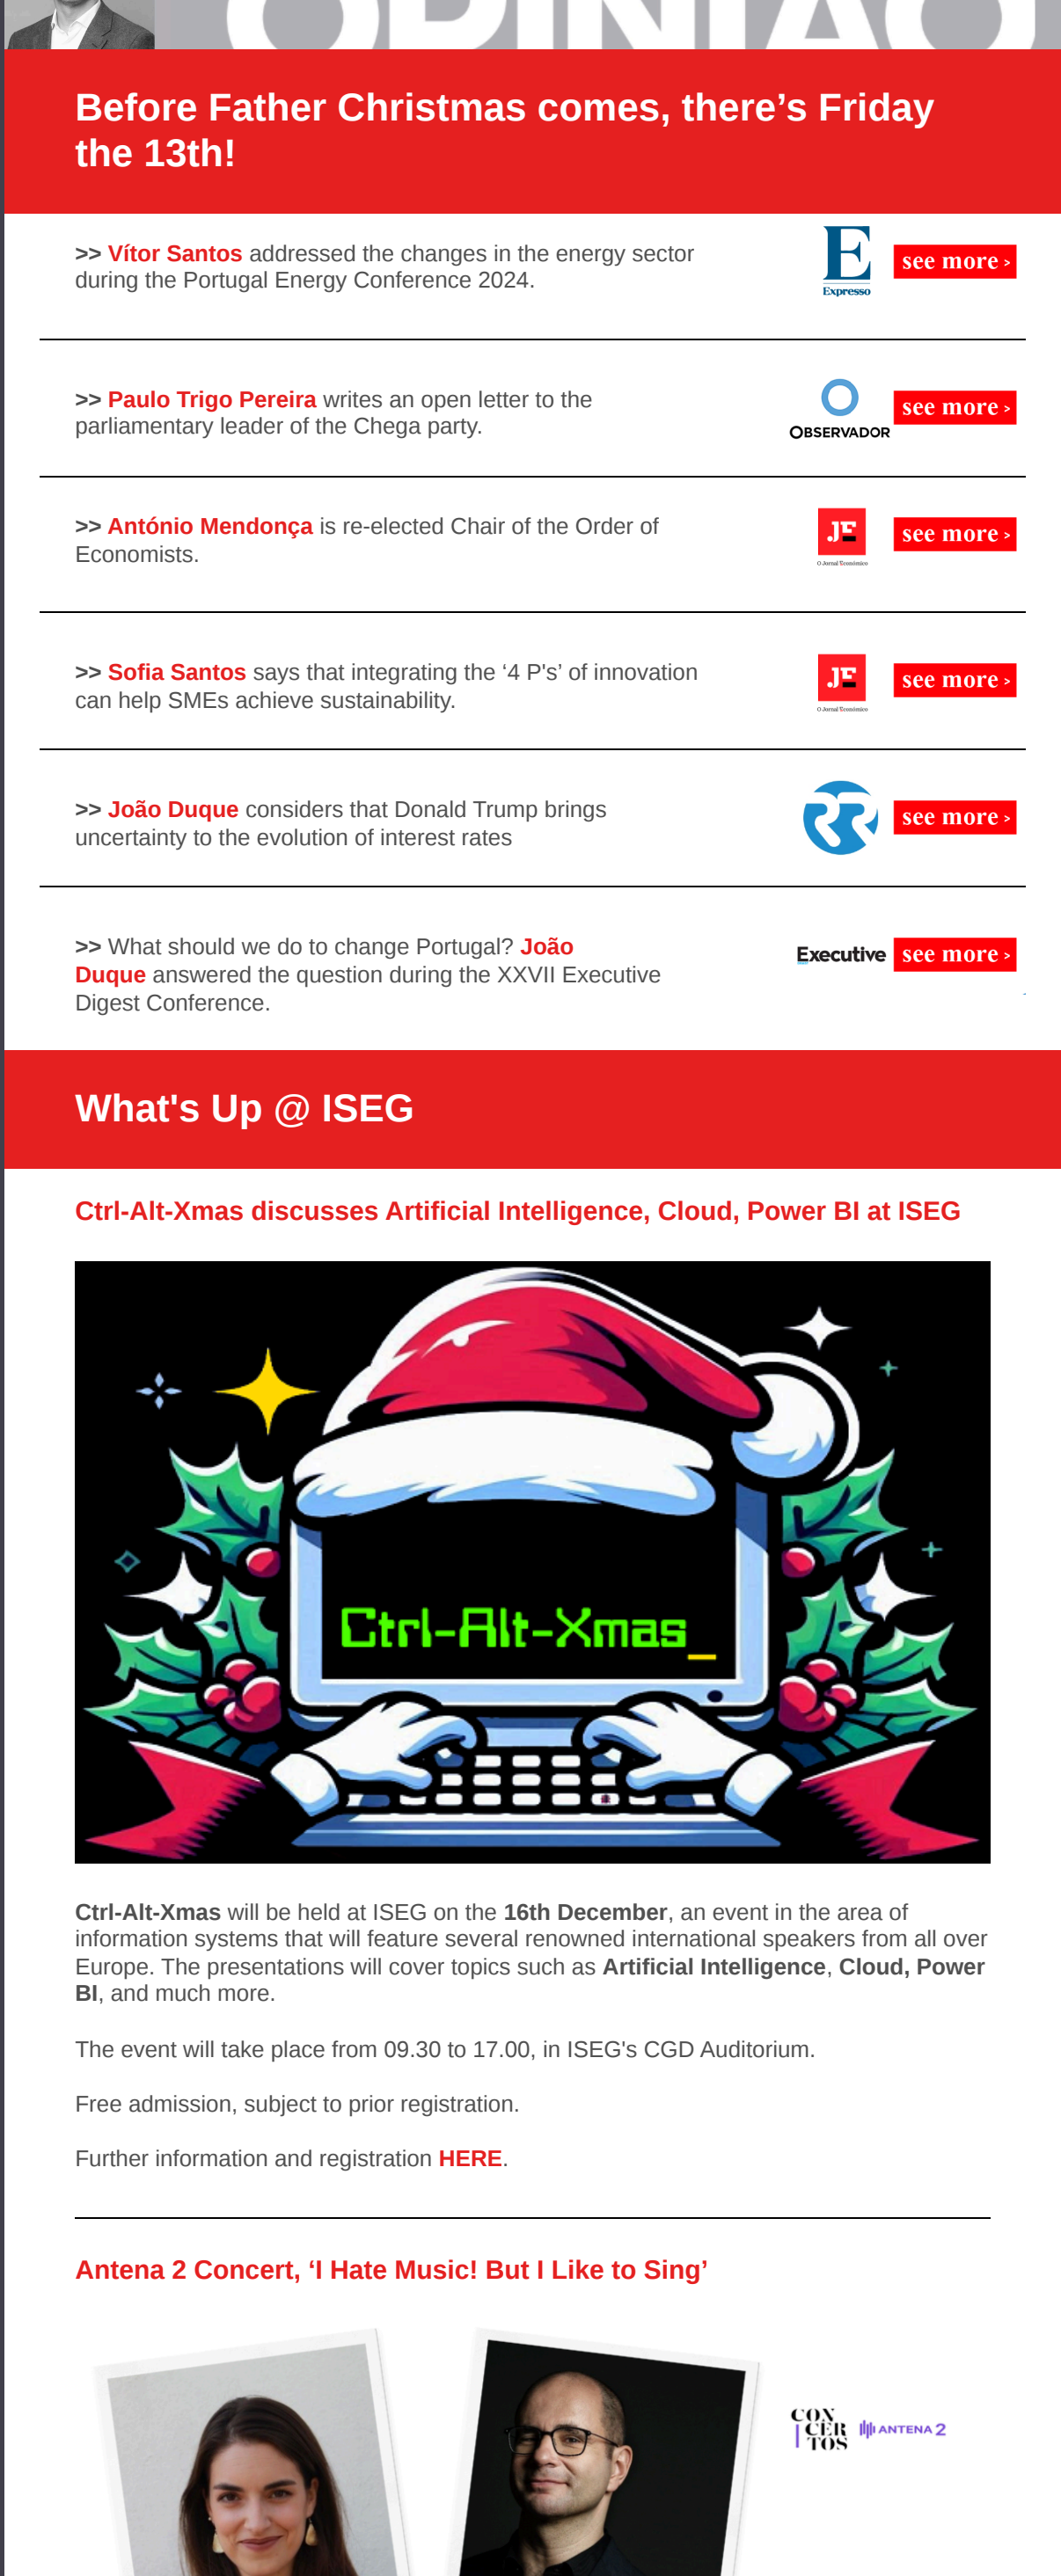 OPINIÃO
Before Father Christmas comes, there’s Friday
the 13th!
>> Vítor Santos addressed the changes in the energy sector
during the Portugal Energy Conference 2024.
E
Expresso
see more >
>> Paulo Trigo Pereira writes an open letter to the
parliamentary leader of the Chega party.
OBSERVADOR
see more >
>> António Mendonça is re-elected Chair of the Order of
Economists.
JE
O Jornal Económico
see more >
>> Sofia Santos says that integrating the ‘4 P's’ of innovation
can help SMEs achieve sustainability.
JE
O Jornal Económico
see more >
>> João Duque considers that Donald Trump brings
uncertainty to the evolution of interest rates
RR
see more >
>> What should we do to change Portugal? João
Duque answered the question during the XXVII Executive
Digest Conference.
Executive
see more >
What's Up @ ISEG
Ctrl-Alt-Xmas discusses Artificial Intelligence, Cloud, Power BI at ISEG
Ctrl-Alt-Xmas_
Ctrl-Alt-Xmas will be held at ISEG on the 16th December, an event in the area of
information systems that will feature several renowned international speakers from all over
Europe. The presentations will cover topics such as Artificial Intelligence, Cloud, Power
BI, and much more.
The event will take place from 09.30 to 17.00, in ISEG's CGD Auditorium.
Free admission, subject to prior registration.
Further information and registration HERE.
Antena 2 Concert, ‘I Hate Music! But I Like to Sing’
CON
CER
TOS
ANTENA 2